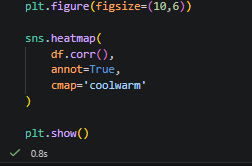 plt.figure(figsize=(10,6))
sns.heatmap(
    df.corr(),
    annot=True,
    cmap='coolwarm'
)
plt.show()
0.8s